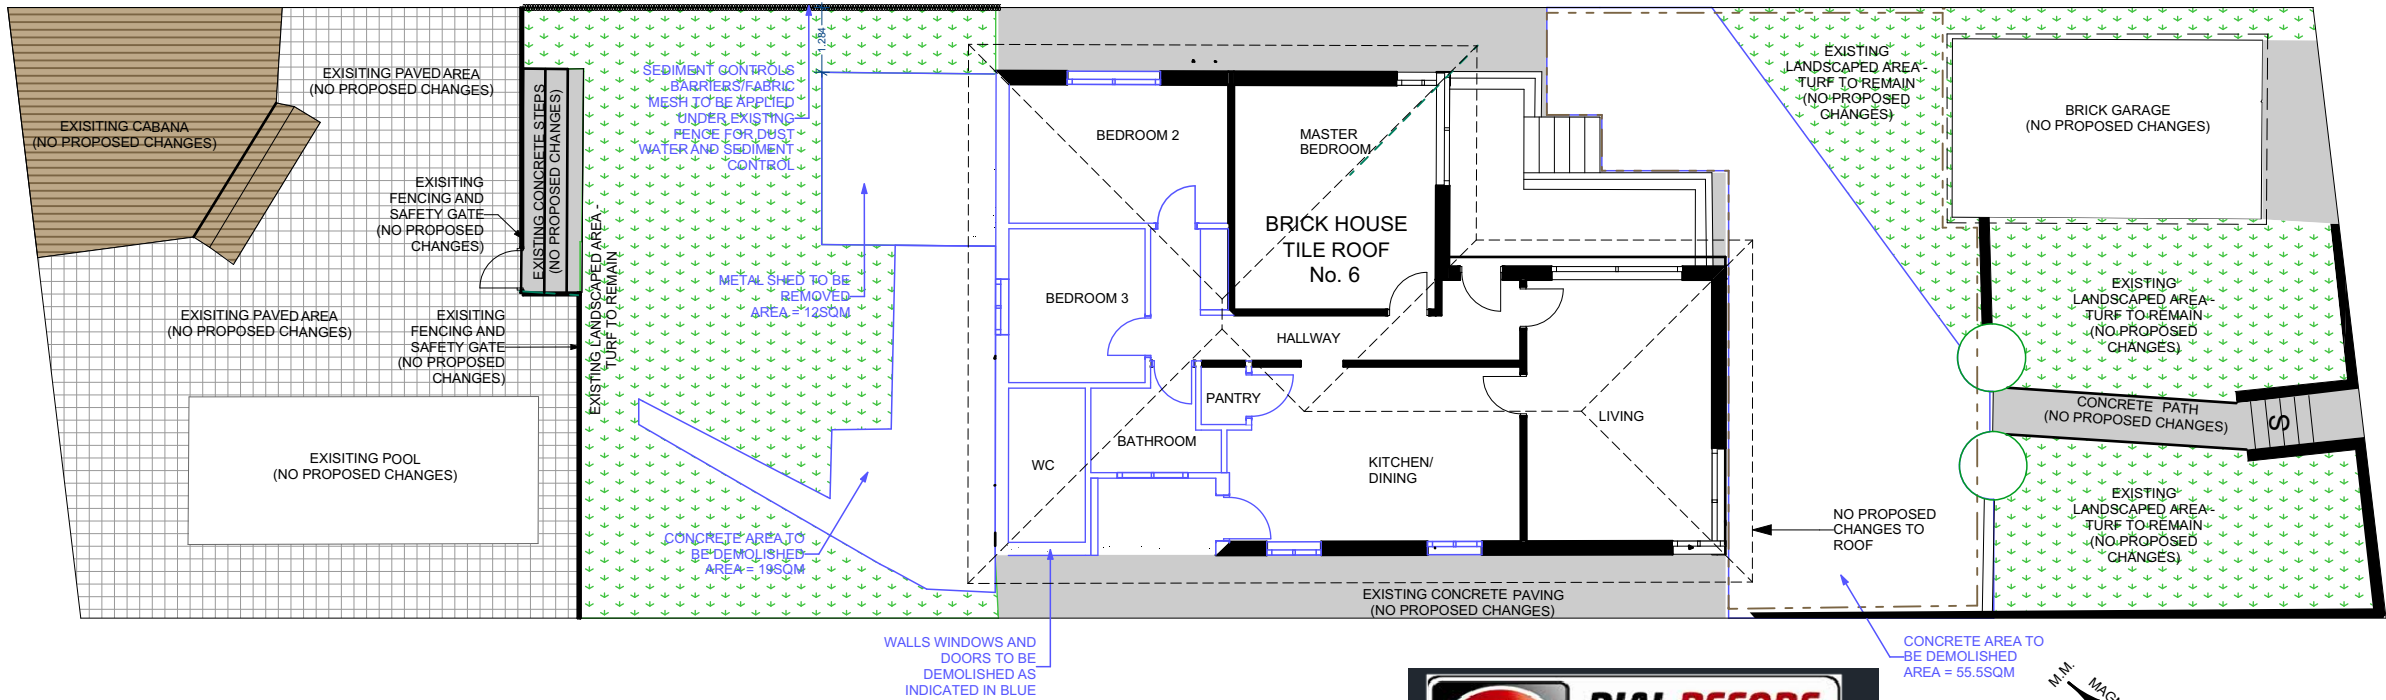 EXISITING CABANA
(NO PROPOSED CHANGES)
EXISITING PAVED AREA
(NO PROPOSED CHANGES)
EXISITING
FENCING AND
SAFETY GATE
(NO PROPOSED
CHANGES)
EXISTING CONCRETE STEPS
(NO PROPOSED CHANGES)
EXISITING PAVED AREA
(NO PROPOSED CHANGES)
EXISITING
FENCING AND
SAFETY GATE
(NO PROPOSED
CHANGES)
EXISITING POOL
(NO PROPOSED CHANGES)
EXISTING LANDSCAPED AREA -
TURF TO REMAIN
1.284
SEDIMENT CONTROLS
BARRIERS/FABRIC
MESH TO BE APPLIED
UNDER EXISTING
FENCE FOR DUST
WATER AND SEDIMENT
CONTROL
METAL SHED TO BE
REMOVED
AREA = 12SQM
CONCRETE AREA TO
BE DEMOLISHED
AREA = 19SQM
WALLS WINDOWS AND
DOORS TO BE
DEMOLISHED AS
INDICATED IN BLUE
BEDROOM 2
MASTER
BEDROOM
BRICK HOUSE
TILE ROOF
No. 6
BEDROOM 3
HALLWAY
PANTRY
BATHROOM
WC
KITCHEN/
DINING
LIVING
EXISTING CONCRETE PAVING
(NO PROPOSED CHANGES)
NO PROPOSED
CHANGES TO
ROOF
CONCRETE AREA TO
BE DEMOLISHED
AREA = 55.5SQM
EXISTING
LANDSCAPED AREA -
TURF TO REMAIN
(NO PROPOSED
CHANGES)
BRICK GARAGE
(NO PROPOSED CHANGES)
EXISTING
LANDSCAPED AREA -
TURF TO REMAIN
(NO PROPOSED
CHANGES)
CONCRETE PATH
(NO PROPOSED CHANGES)
S
EXISTING
LANDSCAPED AREA -
TURF TO REMAIN
(NO PROPOSED
CHANGES)
DIAL BEFORE
M.M.